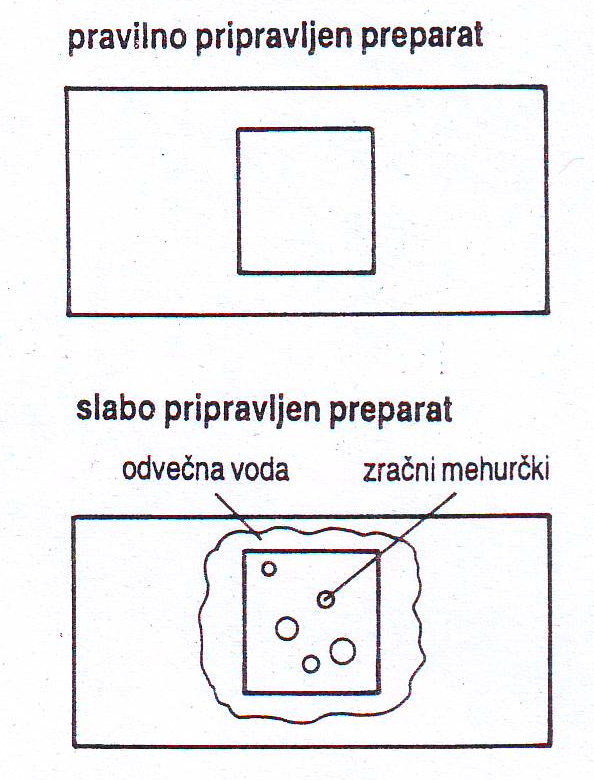 pravilno pripravljen preparat
slabo pripravljen preparat
odvečna voda
zračni mehurčki